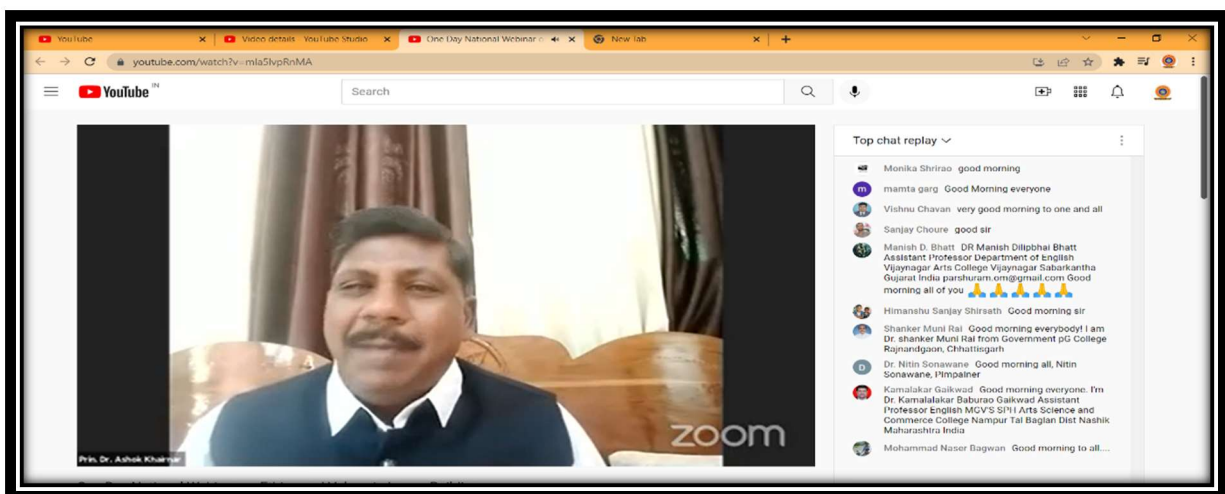 YouTube
Video details YouTube Studio
One Day National Webinar o
New Tab
youtube.com/watch?v=mla5IvpRnMA
YouTube IN
Search
zoom
Prin. Dr. Ashok Khairnar
Top chat replay
Monika Shrirao good morning
mamta garg Good Morning everyone
Vishnu Chavan very good morning to one and all
Sanjay Choure good sir
Manish D. Bhatt DR Manish Dilipbhai Bhatt
Assistant Professor Department of English
Vijaynagar Arts College Vijaynagar Sabarkantha
Gujarat India parshuram.om@gmail.com Good
morning all of you 🙏🙏🙏🙏🙏
Himanshu Sanjay Shirsath Good morning sir
Shanker Muni Rai Good morning everybody! I am
Dr. shanker Muni Rai from Government pG College
Rajnandgaon, Chhattisgarh
Dr. Nitin Sonawane Good morning all, Nitin
Sonawane, Pimpalner
Kamalakar Gaikwad Good morning everyone. I'm
Dr. Kamalalakar Baburao Gaikwad Assistant
Professor English MGV'S SPH Arts Science and
Commerce College Nampur Tal Baglan Dist Nashik
Maharashtra India
Mohammad Naser Bagwan Good morning to all....